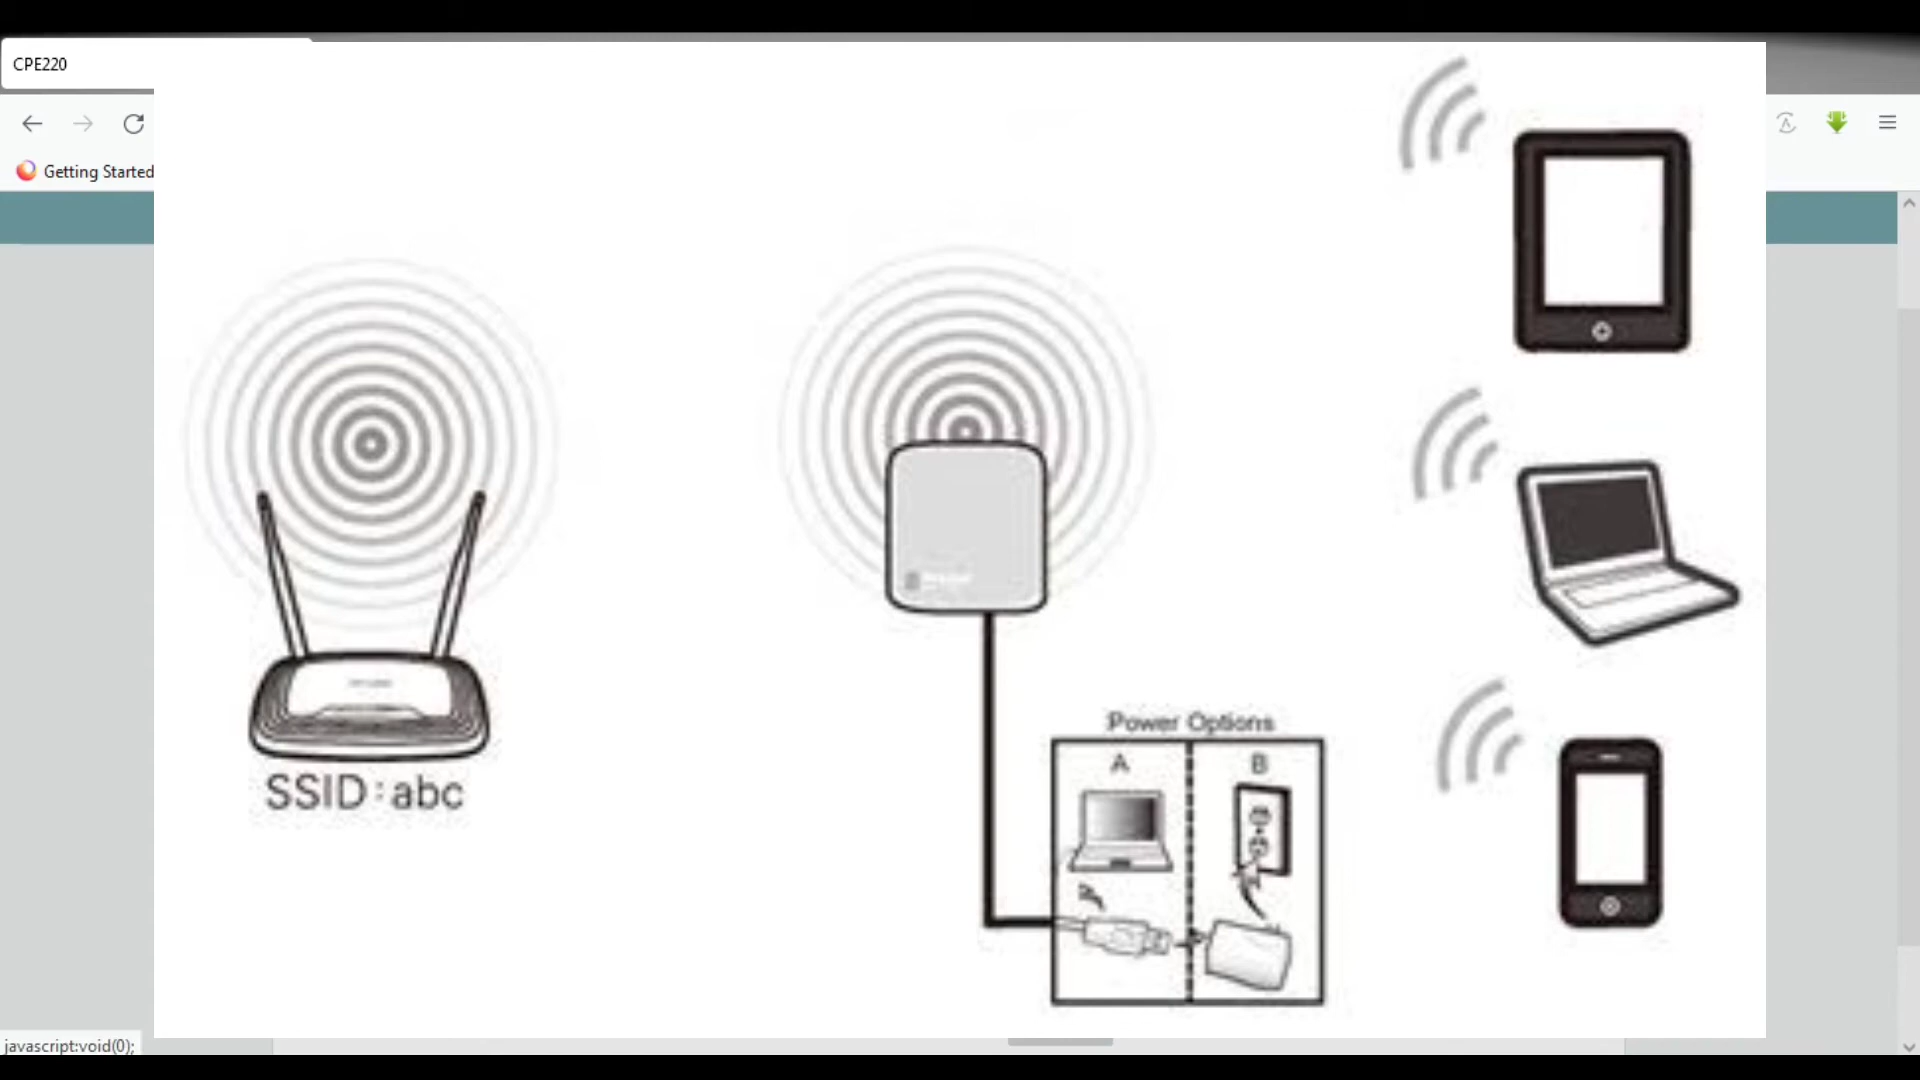 CPE220
Getting Started
SSID:abc
Power Options
A
B
javascript:void(0);